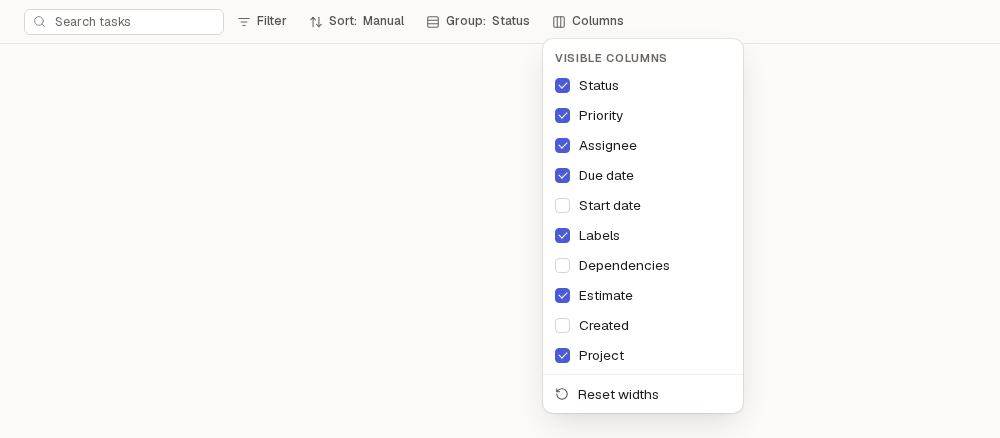 Search tasks Filter Sort: Manual Group: Status Columns
VISIBLE COLUMNS
Status
Priority
Assignee
Due date
Start date
Labels
Dependencies
Estimate
Created
Project
Reset widths